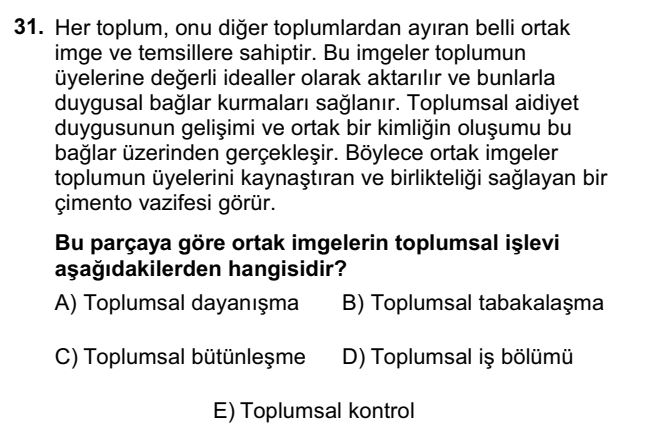 31. Her toplum, onu diğer toplumlardan ayıran belli ortak
imge ve temsillere sahiptir. Bu imgeler toplumun
üyelerine değerli idealler olarak aktarılır ve bunlarla
duygusal bağlar kurmaları sağlanır. Toplumsal aidiyet
duygusunun gelişimi ve ortak bir kimliğin oluşumu bu
bağlar üzerinden gerçekleşir. Böylece ortak imgeler
toplumun üyelerini kaynaştıran ve birlikteliği sağlayan bir
çimento vazifesi görür.
Bu parçaya göre ortak imgelerin toplumsal işlevi
aşağıdakilerden hangisidir?
A) Toplumsal dayanışma B) Toplumsal tabakalaşma
C) Toplumsal bütünleşme D) Toplumsal iş bölümü
E) Toplumsal kontrol